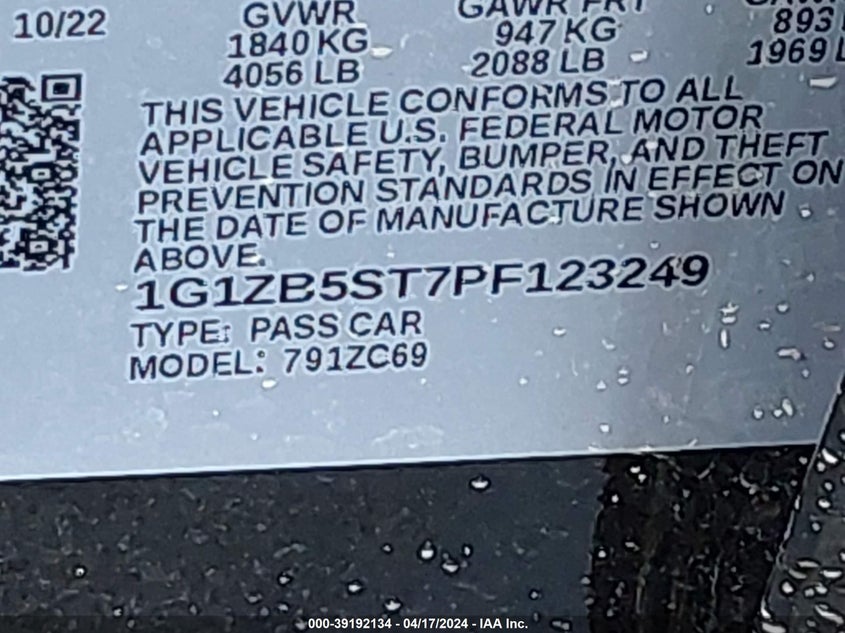 10/22 GVWR GAWR FRT
1840 KG 947 KG 893
4056 LB 2088 LB 1969 L
THIS VEHICLE CONFORMS TO ALL
APPLICABLE U.S. FEDERAL MOTOR
VEHICLE SAFETY, BUMPER, AND THEFT
PREVENTION STANDARDS IN EFFECT ON
THE DATE OF MANUFACTURE SHOWN
ABOVE.
1G1ZB5ST7PF123249
TYPE: PASS CAR
MODEL: 791ZC69
000-39192134 - 04/17/2024 - IAA Inc.